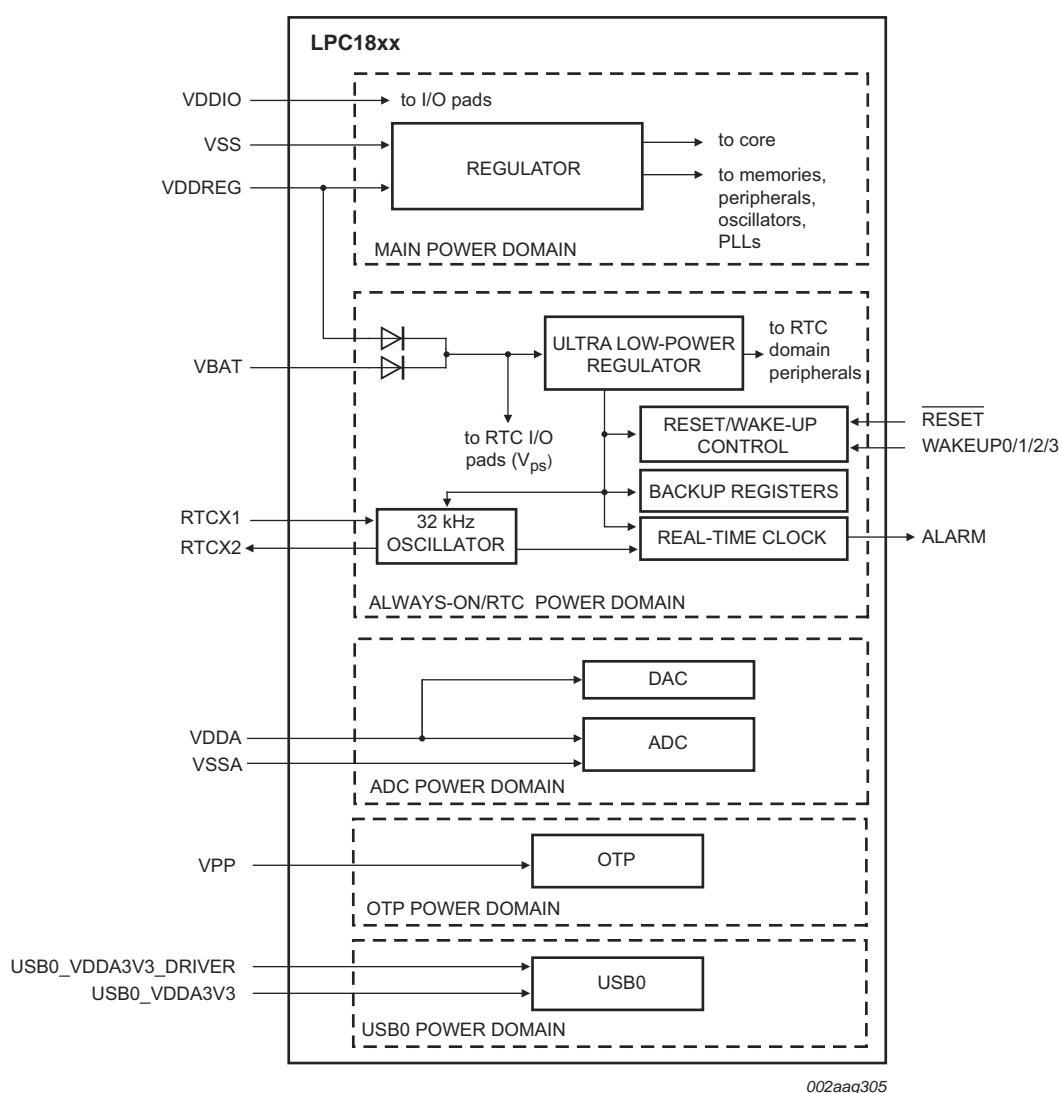 LPC18xx
VDDIO
to I/O pads
VSS
REGULATOR
to core
VDDREG
to memories,
peripherals,
oscillators,
PLLs
MAIN POWER DOMAIN
VBAT
ULTRA LOW-POWER
REGULATOR
to RTC
domain
peripherals
to RTC I/O
pads (Vps)
RESET/WAKE-UP
CONTROL
RESET
WAKEUP0/1/2/3
BACKUP REGISTERS
RTCX1
RTCX2
32 kHz
OSCILLATOR
REAL-TIME CLOCK
ALARM
ALWAYS-ON/RTC POWER DOMAIN
DAC
VDDA
VSSA
ADC
ADC POWER DOMAIN
VPP
OTP
OTP POWER DOMAIN
USB0_VDDA3V3_DRIVER
USB0_VDDA3V3
USB0
USB0 POWER DOMAIN
002aag305